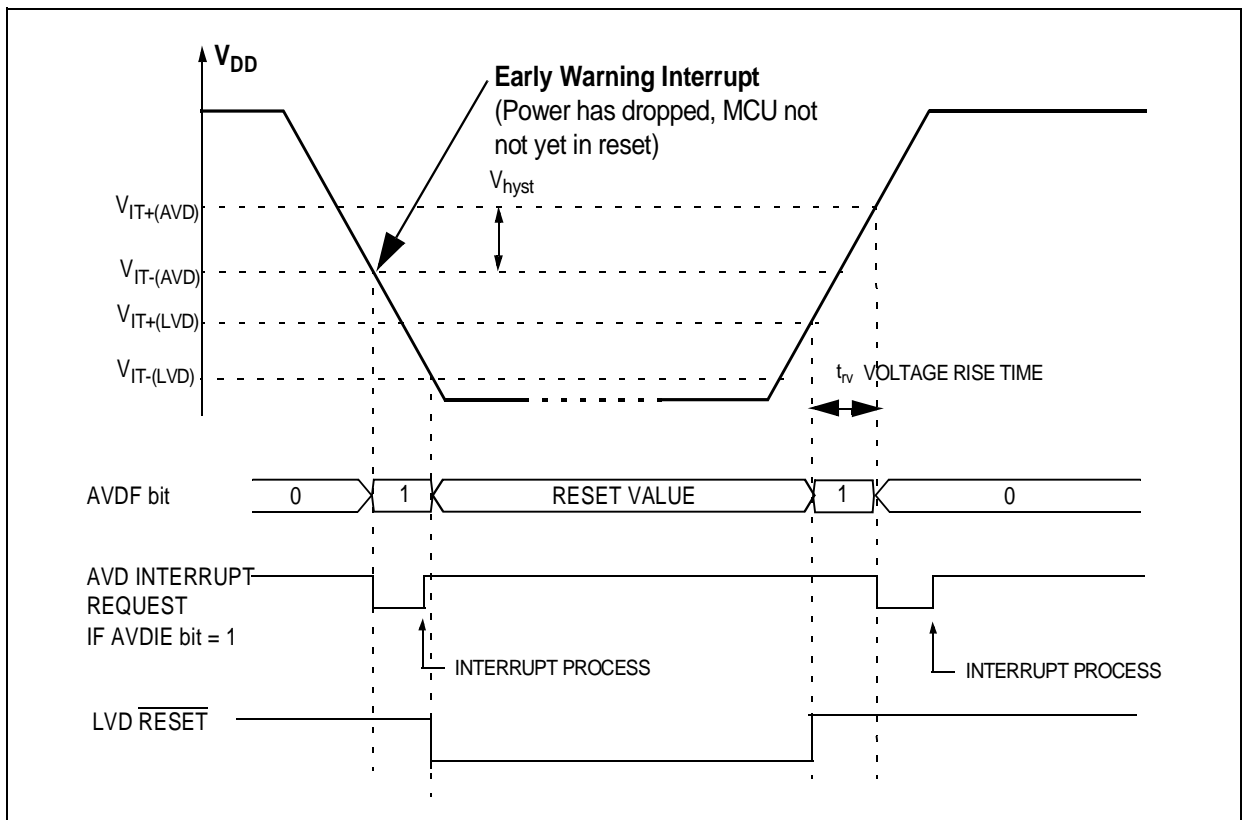 VDD
Early Warning Interrupt
(Power has dropped, MCU not
not yet in reset)
Vhyst
VIT+(AVD)
VIT-(AVD)
VIT+(LVD)
VIT-(LVD)
trv VOLTAGE RISE TIME
AVDF bit
0
1
RESET VALUE
1
0
AVD INTERRUPT
REQUEST
IF AVDIE bit = 1
INTERRUPT PROCESS
INTERRUPT PROCESS
LVD RESET